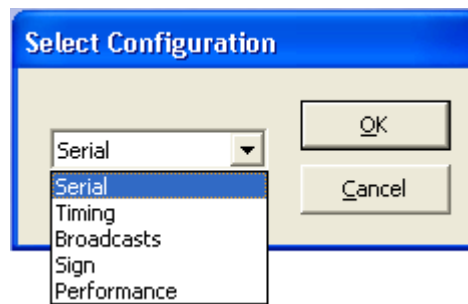 Select Configuration
OK
Serial
Cancel
Serial
Timing
Broadcasts
Sign
Performance